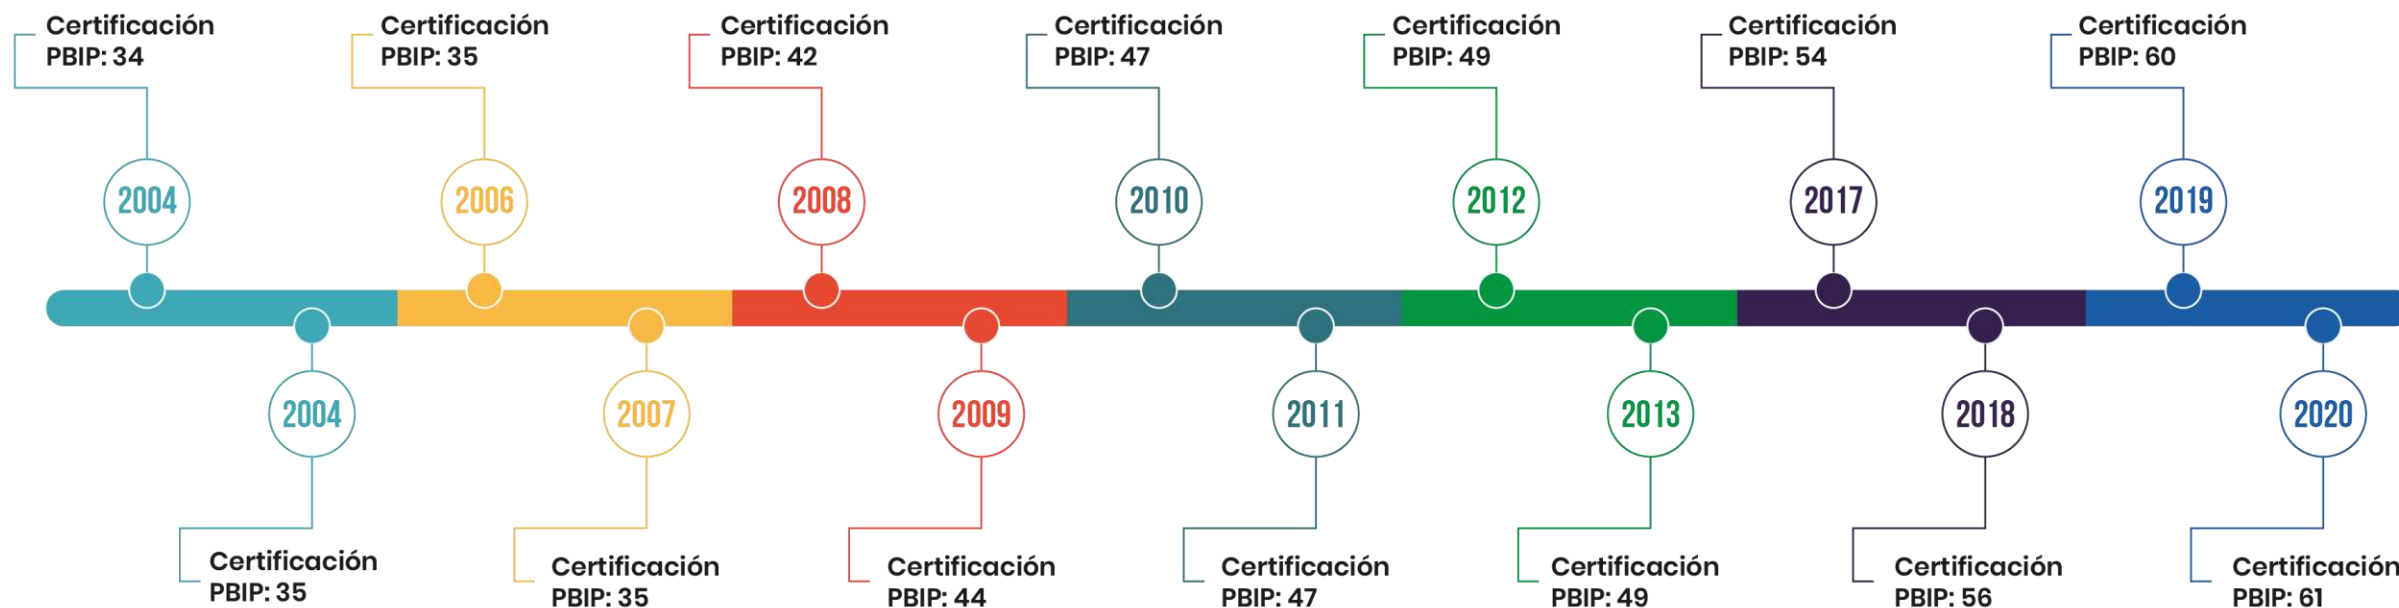 Certificación
PBIP: 34
Certificación
PBIP: 35
Certificación
PBIP: 42
Certificación
PBIP: 47
Certificación
PBIP: 49
Certificación
PBIP: 54
Certificación
PBIP: 60
2004
2006
2008
2010
2012
2017
2019
2004
2007
2009
2011
2013
2018
2020
Certificación
PBIP: 35
Certificación
PBIP: 35
Certificación
PBIP: 44
Certificación
PBIP: 47
Certificación
PBIP: 49
Certificación
PBIP: 56
Certificación
PBIP: 61